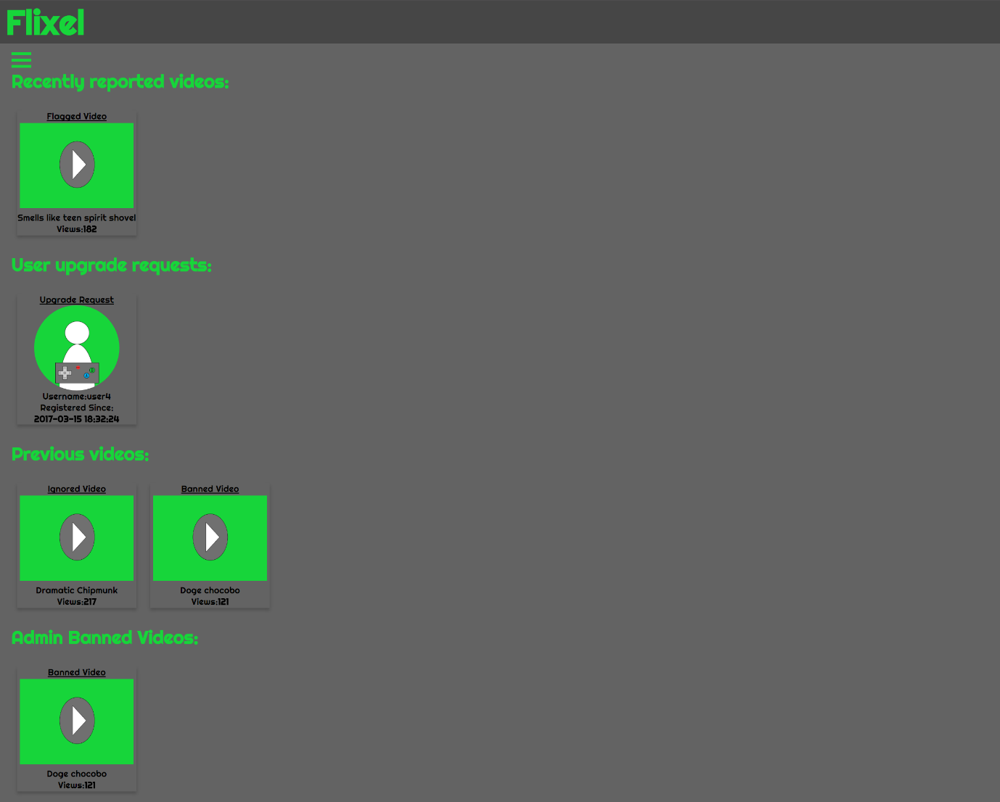 Flixel
Recently reported videos:
Flagged Video
Smells like teen spirit shovel
Views:182
User upgrade requests:
Upgrade Request
B
A
Username:user4
Registered Since:
2017-03-15 18:32:24
Previous videos:
Ignored Video
Dramatic Chipmunk
Views:217
Banned Video
Doge chocobo
Views:121
Admin Banned Videos:
Banned Video
Doge chocobo
Views:121